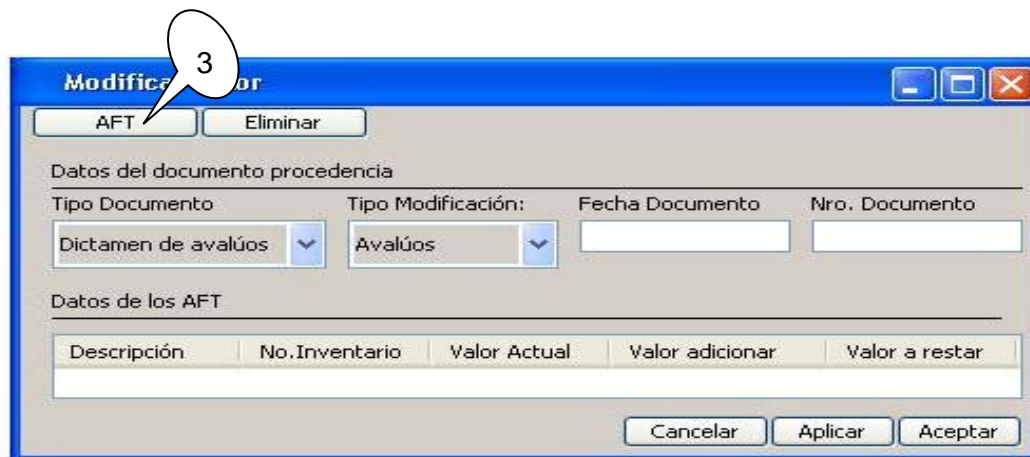 3
Modifica or
AFT Eliminar
Datos del documento procedencia
Tipo Documento Tipo Modificación: Fecha Documento Nro. Documento
Dictamen de avalúos Avalúos
Datos de los AFT
Descripción No.Inventario Valor Actual Valor adicionar Valor a restar
Cancelar Aplicar Aceptar